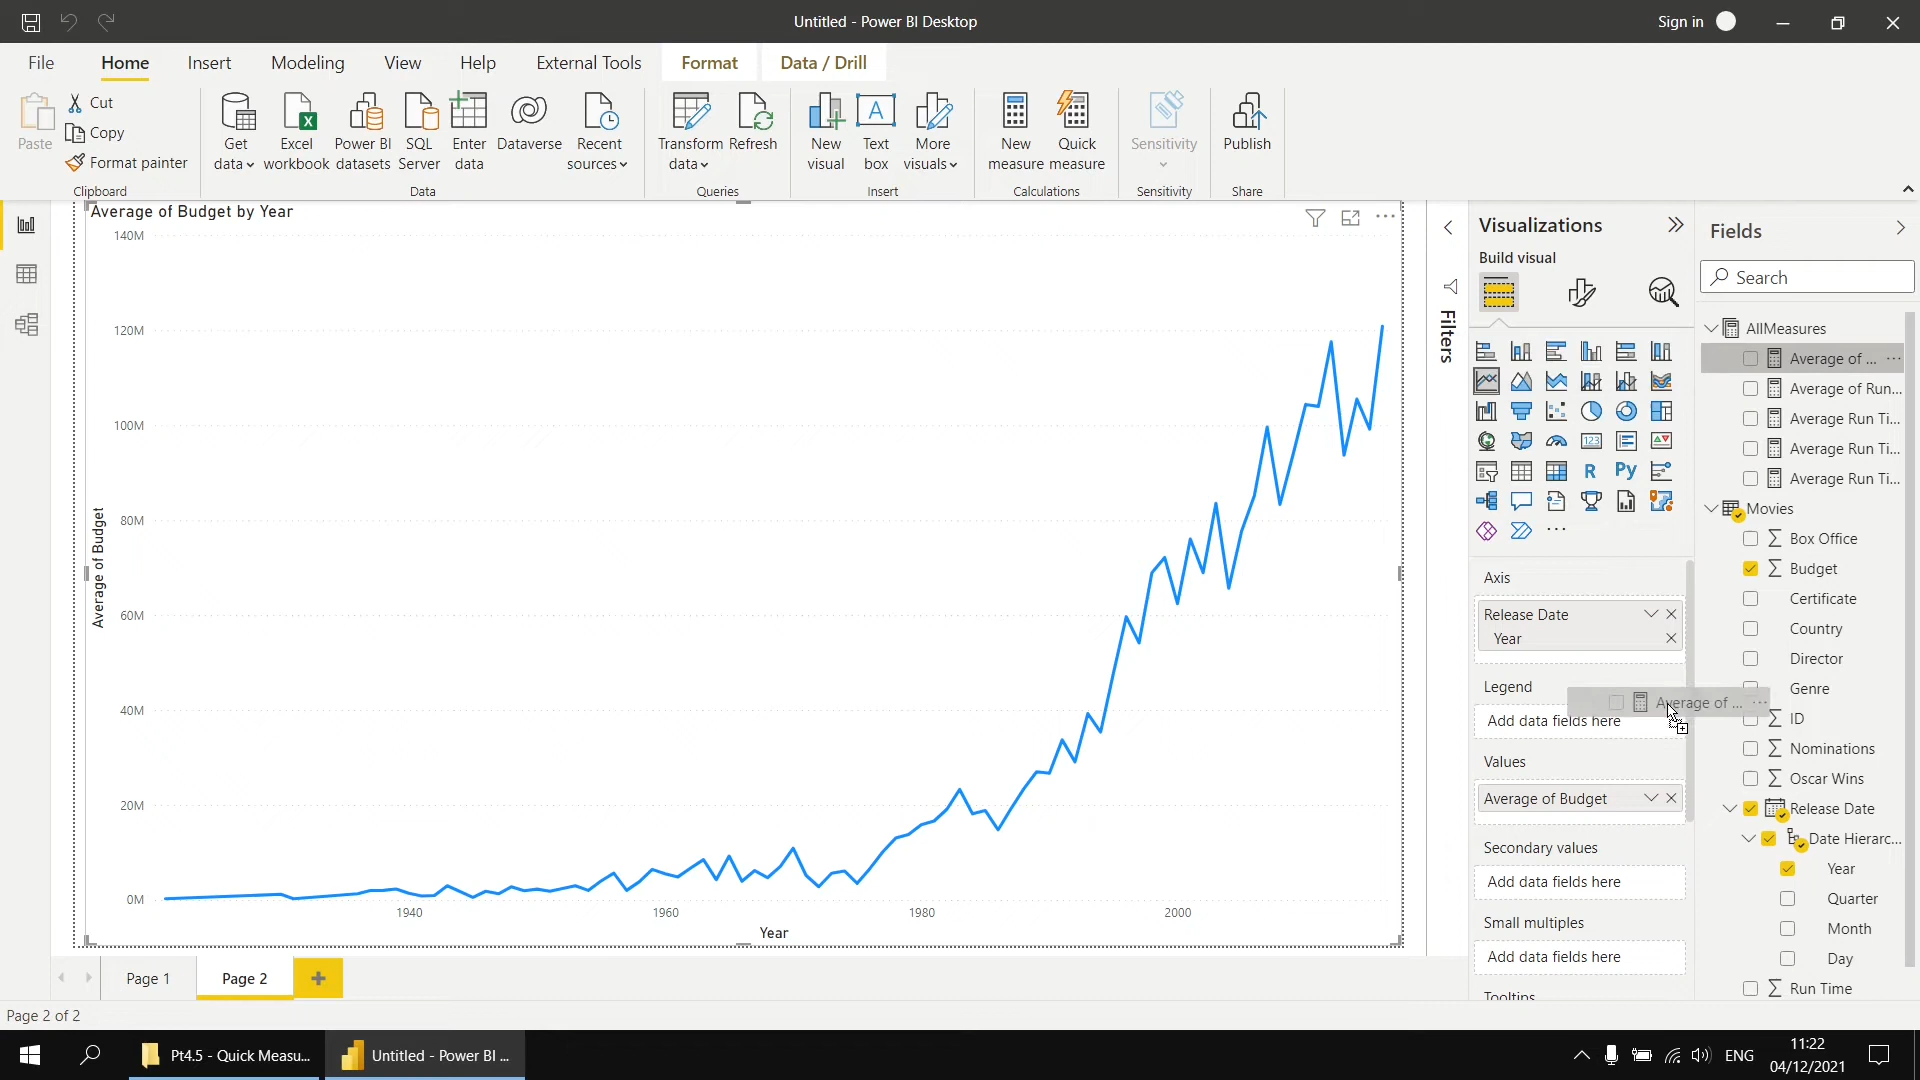 Untitled - Power BI Desktop
Sign in
File
Home
Insert
Modeling
View
Help
External Tools
Format
Data / Drill
Paste
Cut
Copy
Format painter
Clipboard
Get
data
Excel
workbook
Power BI
datasets
SQL
Server
Enter
data
Dataverse
Recent
sources
Data
Transform
data
Refresh
Queries
New
visual
Text
box
More
visuals
Insert
New
measure
Quick
measure
Calculations
Sensitivity
Sensitivity
Publish
Share
Average of Budget by Year
140M
120M
100M
80M
60M
40M
20M
0M
Average of Budget
1940
1960
1980
2000
Year
Filters
Visualizations
Build visual
123
R
Py
Axis
Release Date
Year
Legend
Add data fields here
Average of ...
Values
Average of Budget
Secondary values
Add data fields here
Small multiples
Add data fields here
Tooltips
Fields
Search
AllMeasures
Average of ...
Average of Run...
Average Run Ti...
Average Run Ti...
Average Run Ti...
Movies
Box Office
Budget
Certificate
Country
Director
Genre
ID
Nominations
Oscar Wins
Release Date
Date Hierarc...
Year
Quarter
Month
Day
Run Time
Page 1
Page 2
Page 2 of 2
Pt4.5 - Quick Measu...
Untitled - Power BI ...
ENG
11:22
04/12/2021